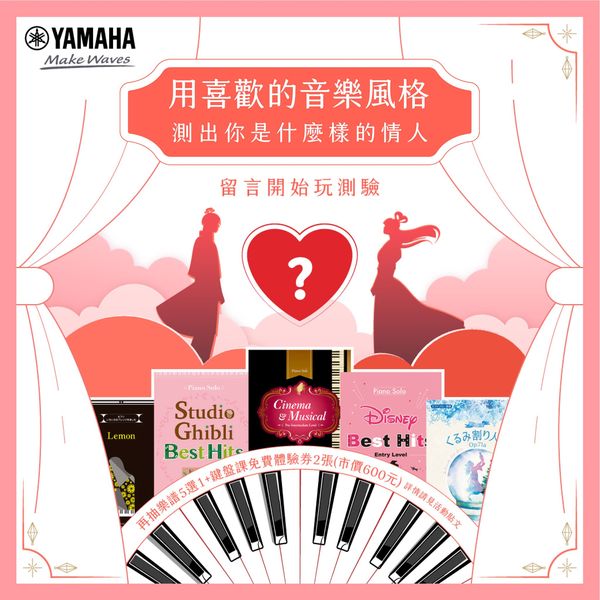 YAMAHA
Make Waves
用喜歡的音樂風格
測出你是什麼樣的情人
留言開始玩測驗
?
Piano Solo
Cinema
& Musical
Piano Solo
Studio
Ghibli
Best Hits
Piano Solo
Disney
Best Hits
Entry Level
Lemon
くるみ割り人
Op.71a
再抽樂譜5選1+鍵盤課免費體驗券2張(市價600元) 詳情請見活動貼文